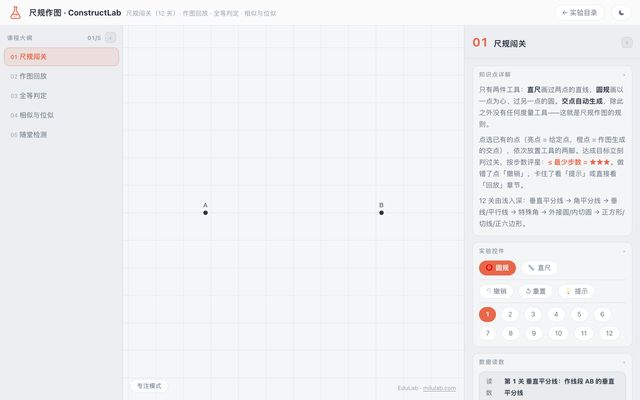 尺规作图 · ConstructLab 尺规闯关（12 关）· 作图回放 · 全等判定 · 相似与位似
← 实验目录
课程大纲 01/5
01 尺规闯关
02 作图回放
03 全等判定
04 相似与位似
05 随堂检测
A
B
专注模式
EduLab · milulab.com
01 尺规闯关
知识点详解
只有两件工具：直尺画过两点的直线，圆规画以
一点为心、过另一点的圆。交点自动生成，除此
之外没有任何度量工具——这就是尺规作图的规
则。
点选已有的点（亮点 = 给定点，橙点 = 作图生成
的交点），依次放置工具的两脚。达成目标立刻
判过关，按步数评星：≤ 最少步数 = ★★★。做
错了点「撤销」，卡住了看「提示」或直接看
「回放」章节。
12 关由浅入深：垂直平分线 → 角平分线 → 垂
线/平行线 → 特殊角 → 外接圆/内切圆 → 正方形/
切线/正六边形。
实验控件
圆规 直尺
撤销 重置 提示
1 2 3 4 5 6
7 8 9 10 11 12
数据读数
读数 第 1 关 垂直平分线：作线段 AB 的垂直
平分线